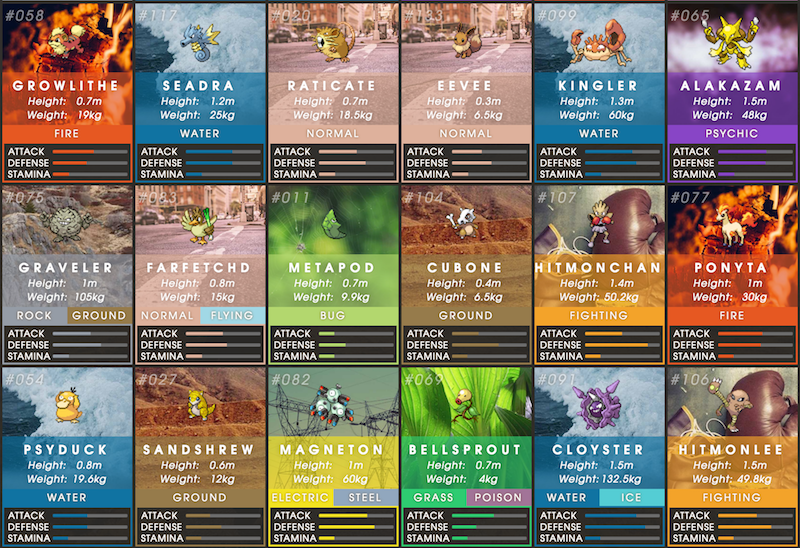 #058
GROWLITHE
Height: 0.7m
Weight: 19kg
FIRE
ATTACK
DEFENSE
STAMINA
#117
SEADRA
Height: 1.2m
Weight: 25kg
WATER
ATTACK
DEFENSE
STAMINA
#020
RATICATE
Height: 0.7m
Weight: 18.5kg
NORMAL
ATTACK
DEFENSE
STAMINA
#133
EEVEE
Height: 0.3m
Weight: 6.5kg
NORMAL
ATTACK
DEFENSE
STAMINA
#099
KINGLER
Height: 1.3m
Weight: 60kg
WATER
ATTACK
DEFENSE
STAMINA
#065
ALAKAZAM
Height: 1.5m
Weight: 48kg
PSYCHIC
ATTACK
DEFENSE
STAMINA
#075
GRAVELER
Height: 1m
Weight: 105kg
ROCK GROUND
ATTACK
DEFENSE
STAMINA
#083
FARFETCHD
Height: 0.8m
Weight: 15kg
NORMAL FLYING
ATTACK
DEFENSE
STAMINA
#011
METAPOD
Height: 0.7m
Weight: 9.9kg
BUG
ATTACK
DEFENSE
STAMINA
#104
CUBONE
Height: 0.4m
Weight: 6.5kg
GROUND
ATTACK
DEFENSE
STAMINA
#107
HITMONCHAN
Height: 1.4m
Weight: 50.2kg
FIGHTING
ATTACK
DEFENSE
STAMINA
#077
PONYTA
Height: 1m
Weight: 30kg
FIRE
ATTACK
DEFENSE
STAMINA
#054
PSYDUCK
Height: 0.8m
Weight: 19.6kg
WATER
ATTACK
DEFENSE
STAMINA
#027
SANDSHREW
Height: 0.6m
Weight: 12kg
GROUND
ATTACK
DEFENSE
STAMINA
#082
MAGNETON
Height: 1m
Weight: 60kg
ELECTRIC STEEL
ATTACK
DEFENSE
STAMINA
#069
BELLSPROUT
Height: 0.7m
Weight: 4kg
GRASS POISON
ATTACK
DEFENSE
STAMINA
#091
CLOYSTER
Height: 1.5m
Weight: 132.5kg
WATER ICE
ATTACK
DEFENSE
STAMINA
#106
HITMONLEE
Height: 1.5m
Weight: 49.8kg
FIGHTING
ATTACK
DEFENSE
STAMINA